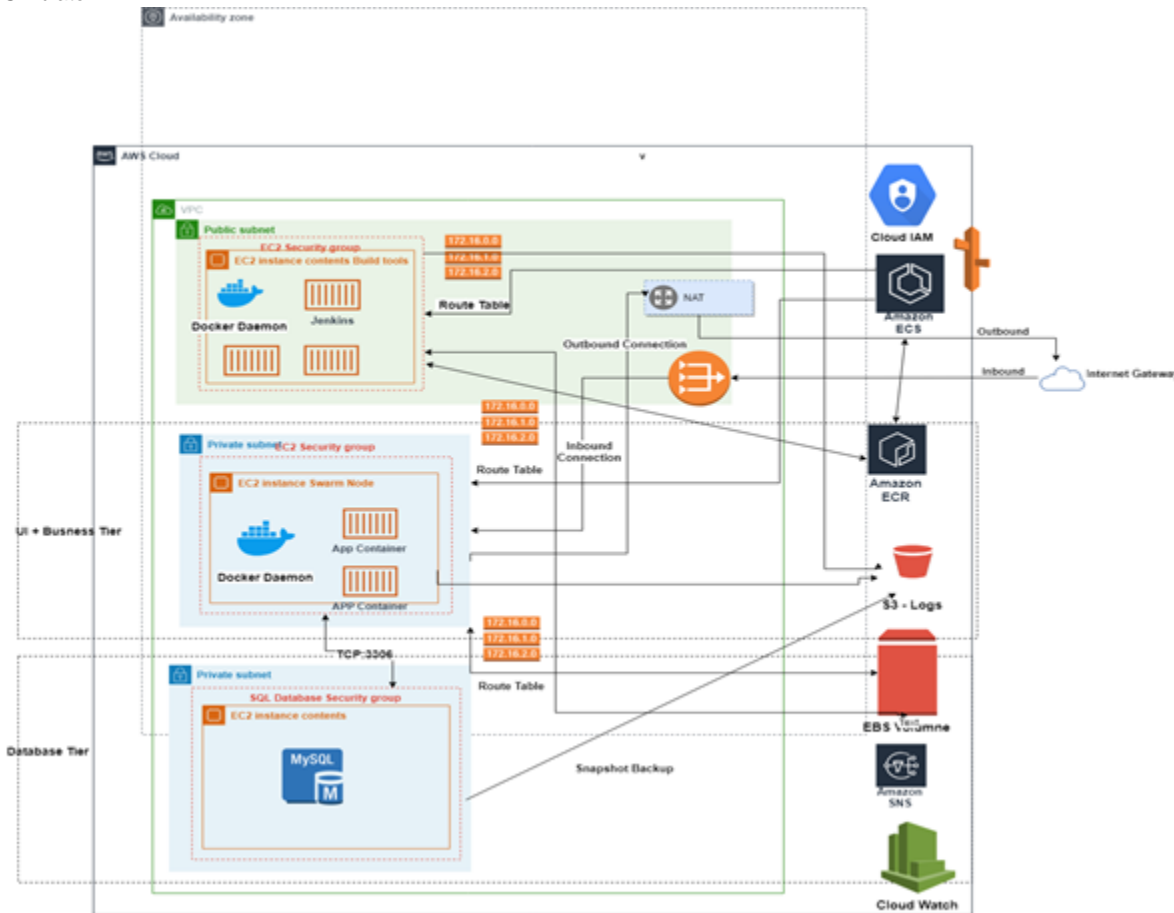 Availability zone
AWS Cloud
v
VPC
Public subnet
EC2 Security group
EC2 instance contents Build tools
Docker Daemon
Jenkins
172.16.0.0
172.16.1.0
172.16.2.0
Route Table
NAT
Outbound Connection
Cloud IAM
Amazon
ECS
Outbound
Inbound
Internet Gateway
172.16.0.0
172.16.1.0
172.16.2.0
Route Table
Inbound
Connection
Amazon
ECR
UI + Busness Tier
Private subnet
EC2 Security group
EC2 instance Swarm Node
Docker Daemon
App Container
APP Container
S3 - Logs
172.16.0.0
172.16.1.0
172.16.2.0
Route Table
TCP:3306
Database Tier
Private subnet
SQL Database Security group
EC2 instance contents
MySQL
M
Snapshot Backup
EBS Volumne
Text
Amazon
SNS
Cloud Watch